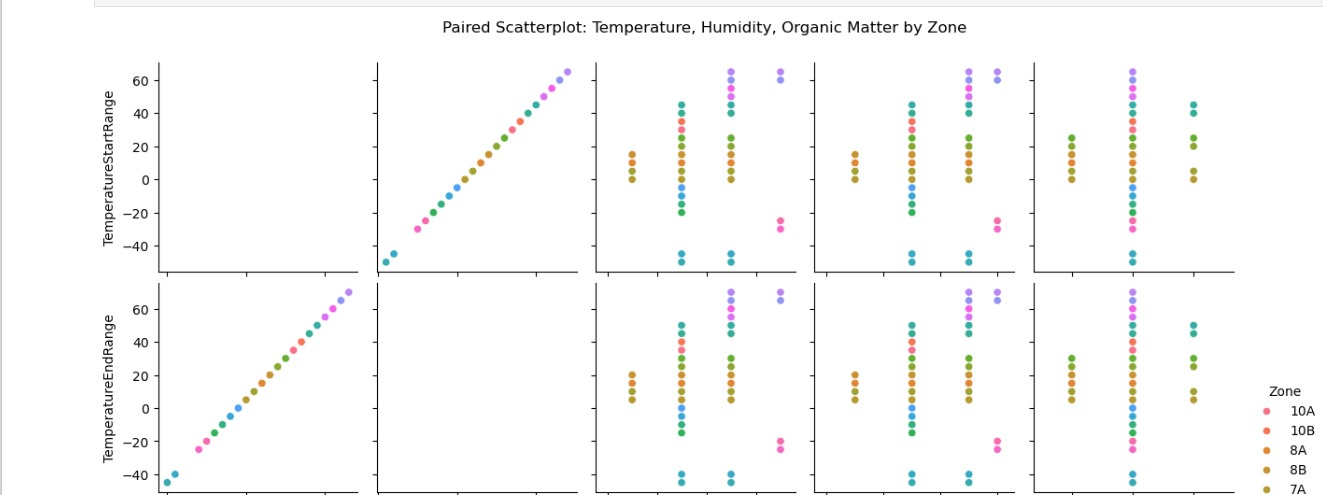 Paired Scatterplot: Temperature, Humidity, Organic Matter by Zone
TemperatureStartRange
60
40
20
0
−20
−40
TemperatureEndRange
60
40
20
0
−20
−40
Zone
10A
10B
8A
8B
7A